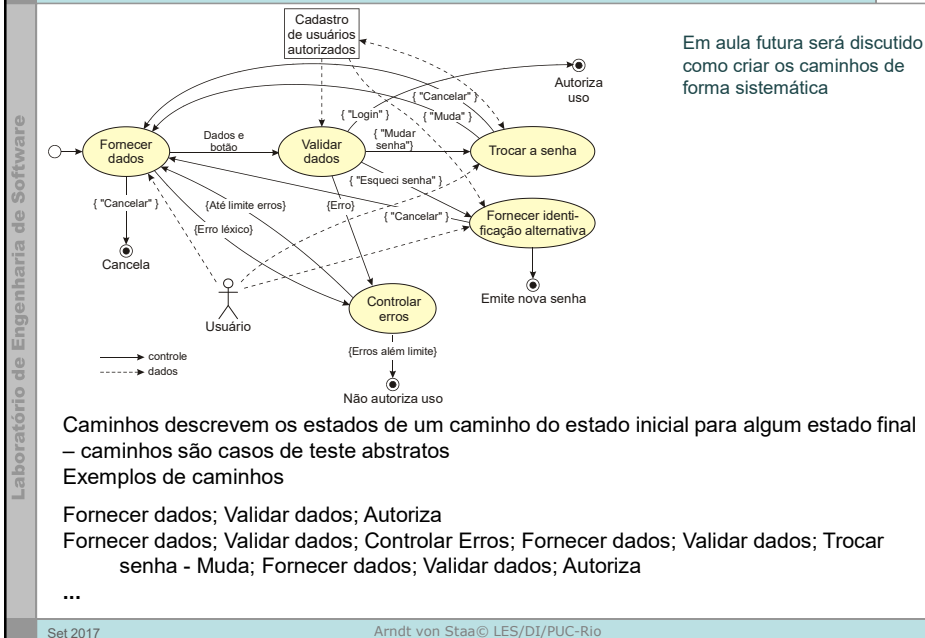 Laboratório de Engenharia de Software
Cadastro
de usuários
autorizados
Em aula futura será discutido
como criar os caminhos de
forma sistemática
Autoriza
uso
{ "Cancelar" }
{ "Login" }
{ "Muda" }
Fornecer
dados
Dados e
botão
Validar
dados
{ "Mudar
senha"}
Trocar a senha
{ "Esqueci senha" }
{ "Cancelar" }
{Até limite erros}
{Erro}
{ "Cancelar" }
Fornecer identi-
ficação alternativa
{Erro léxico}
Cancela
Emite nova senha
Controlar
erros
Usuário
{Erros além limite}
controle
dados
Não autoriza uso
Caminhos descrevem os estados de um caminho do estado inicial para algum estado final
– caminhos são casos de teste abstratos
Exemplos de caminhos
Fornecer dados; Validar dados; Autoriza
Fornecer dados; Validar dados; Controlar Erros; Fornecer dados; Validar dados; Trocar
senha - Muda; Fornecer dados; Validar dados; Autoriza
...
Set 2017
Arndt von Staa© LES/DI/PUC-Rio